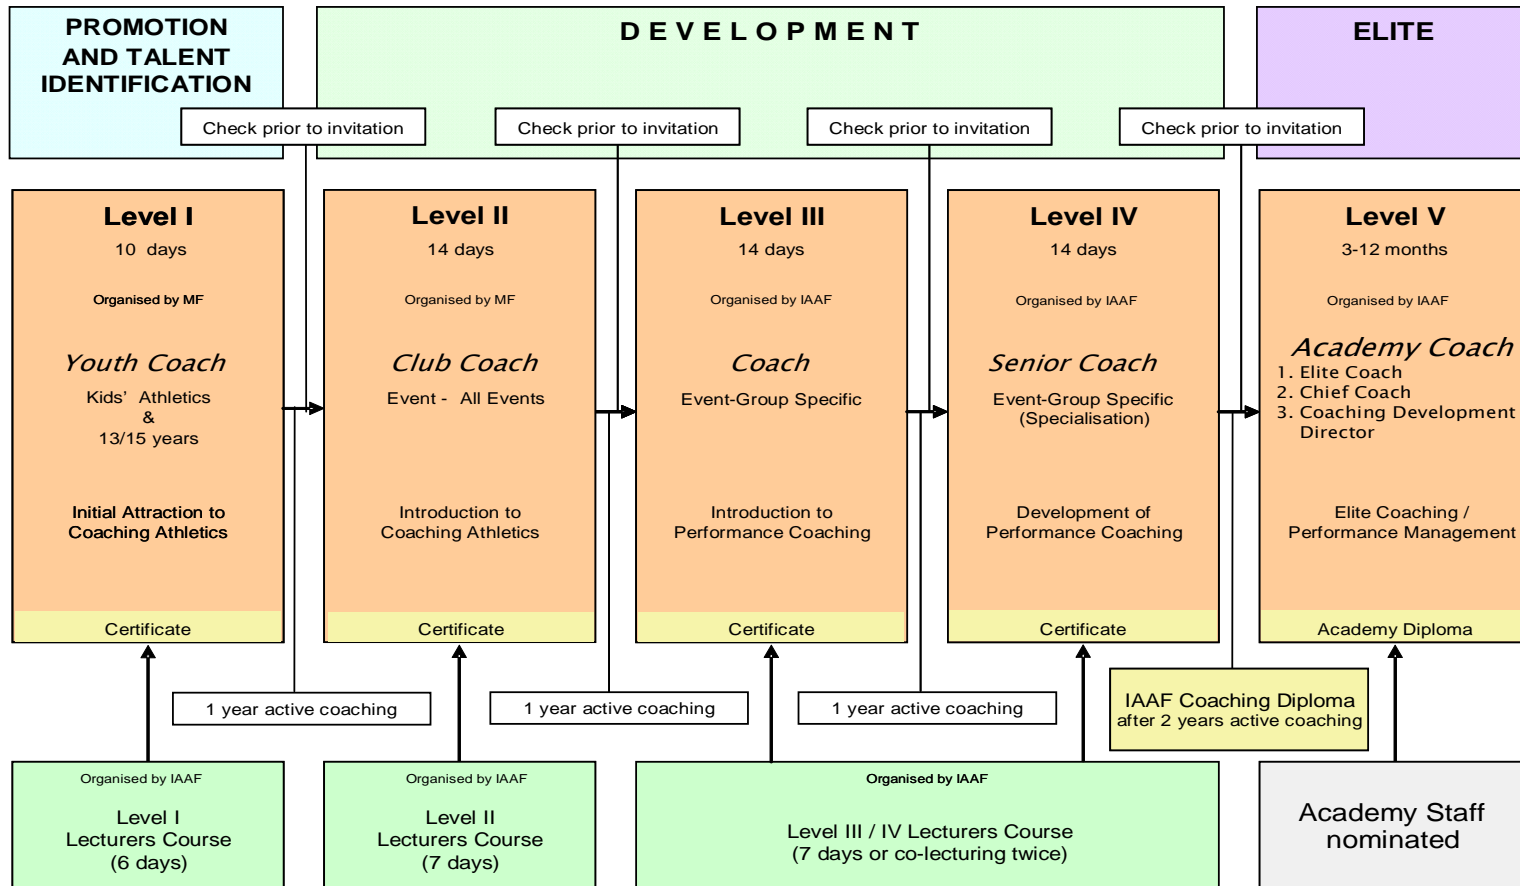 PROMOTION
AND TALENT
IDENTIFICATION
D E V E L O P M E N T
ELITE
Check prior to invitation
Check prior to invitation
Check prior to invitation
Check prior to invitation
Level I
10 days
Organised by MF
Youth Coach
Kids' Athletics
&
13/15 years
Initial Attraction to
Coaching Athletics
Certificate
Level II
14 days
Organised by MF
Club Coach
Event - All Events
Introduction to
Coaching Athletics
Certificate
Level III
14 days
Organised by IAAF
Coach
Event-Group Specific
Introduction to
Performance Coaching
Certificate
Level IV
14 days
Organised by IAAF
Senior Coach
Event-Group Specific
(Specialisation)
Development of
Performance Coaching
Certificate
Level V
3-12 months
Organised by IAAF
Academy Coach
1. Elite Coach
2. Chief Coach
3. Coaching Development
Director
Elite Coaching /
Performance Management
Academy Diploma
1 year active coaching
1 year active coaching
1 year active coaching
IAAF Coaching Diploma
after 2 years active coaching
Organised by IAAF
Level I
Lecturers Course
(6 days)
Organised by IAAF
Level II
Lecturers Course
(7 days)
Organised by IAAF
Level III / IV Lecturers Course
(7 days or co-lecturing twice)
Academy Staff
nominated